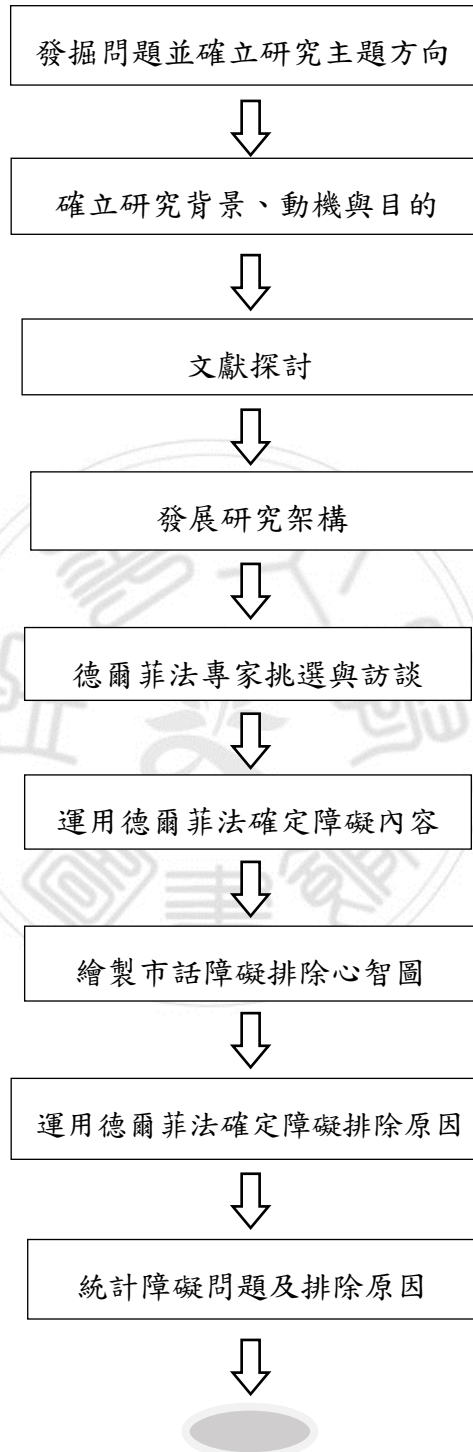 發掘問題並確立研究主題方向
確立研究背景、動機與目的
文獻探討
發展研究架構
德爾菲法專家挑選與訪談
運用德爾菲法確定障礙內容
繪製市話障礙排除心智圖
運用德爾菲法確定障礙排除原因
統計障礙問題及排除原因